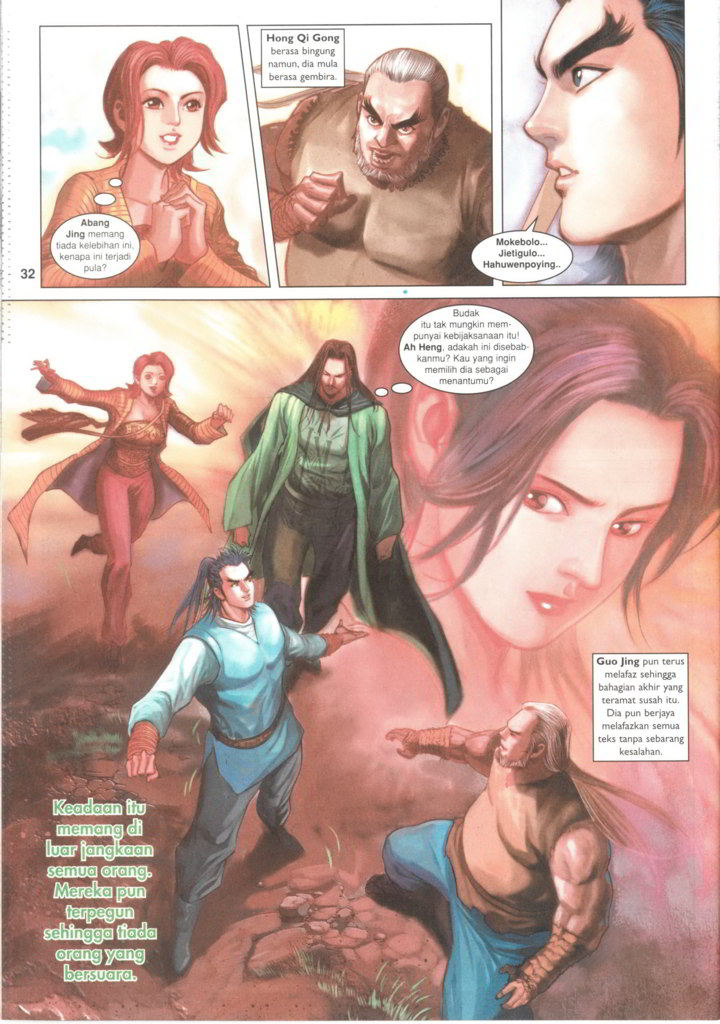 Hong Qi Gong
berasa bingung
namun, dia mula
berasa gembira.
Abang
Jing memang
tiada kelebihan ini,
kenapa ini terjadi
pula?
Mokebolo...
Jietigulo...
Hahuwenpoying..
32
Budak
itu tak mungkin mem-
punyai kebijaksanaan itu!
Ah Heng, adakah ini disebab-
kanmu? Kau yang ingin
memilih dia sebagai
menantumu?
Guo Jing pun terus
melafaz sehingga
bahagian akhir yang
teramat susah itu.
Dia pun berjaya
melafazkan semua
teks tanpa sebarang
kesalahan.
Keadaan itu
memang di
luar jangkaan
semua orang.
Mereka pun
terpegun
sehingga tiada
orang yang
bersuara.